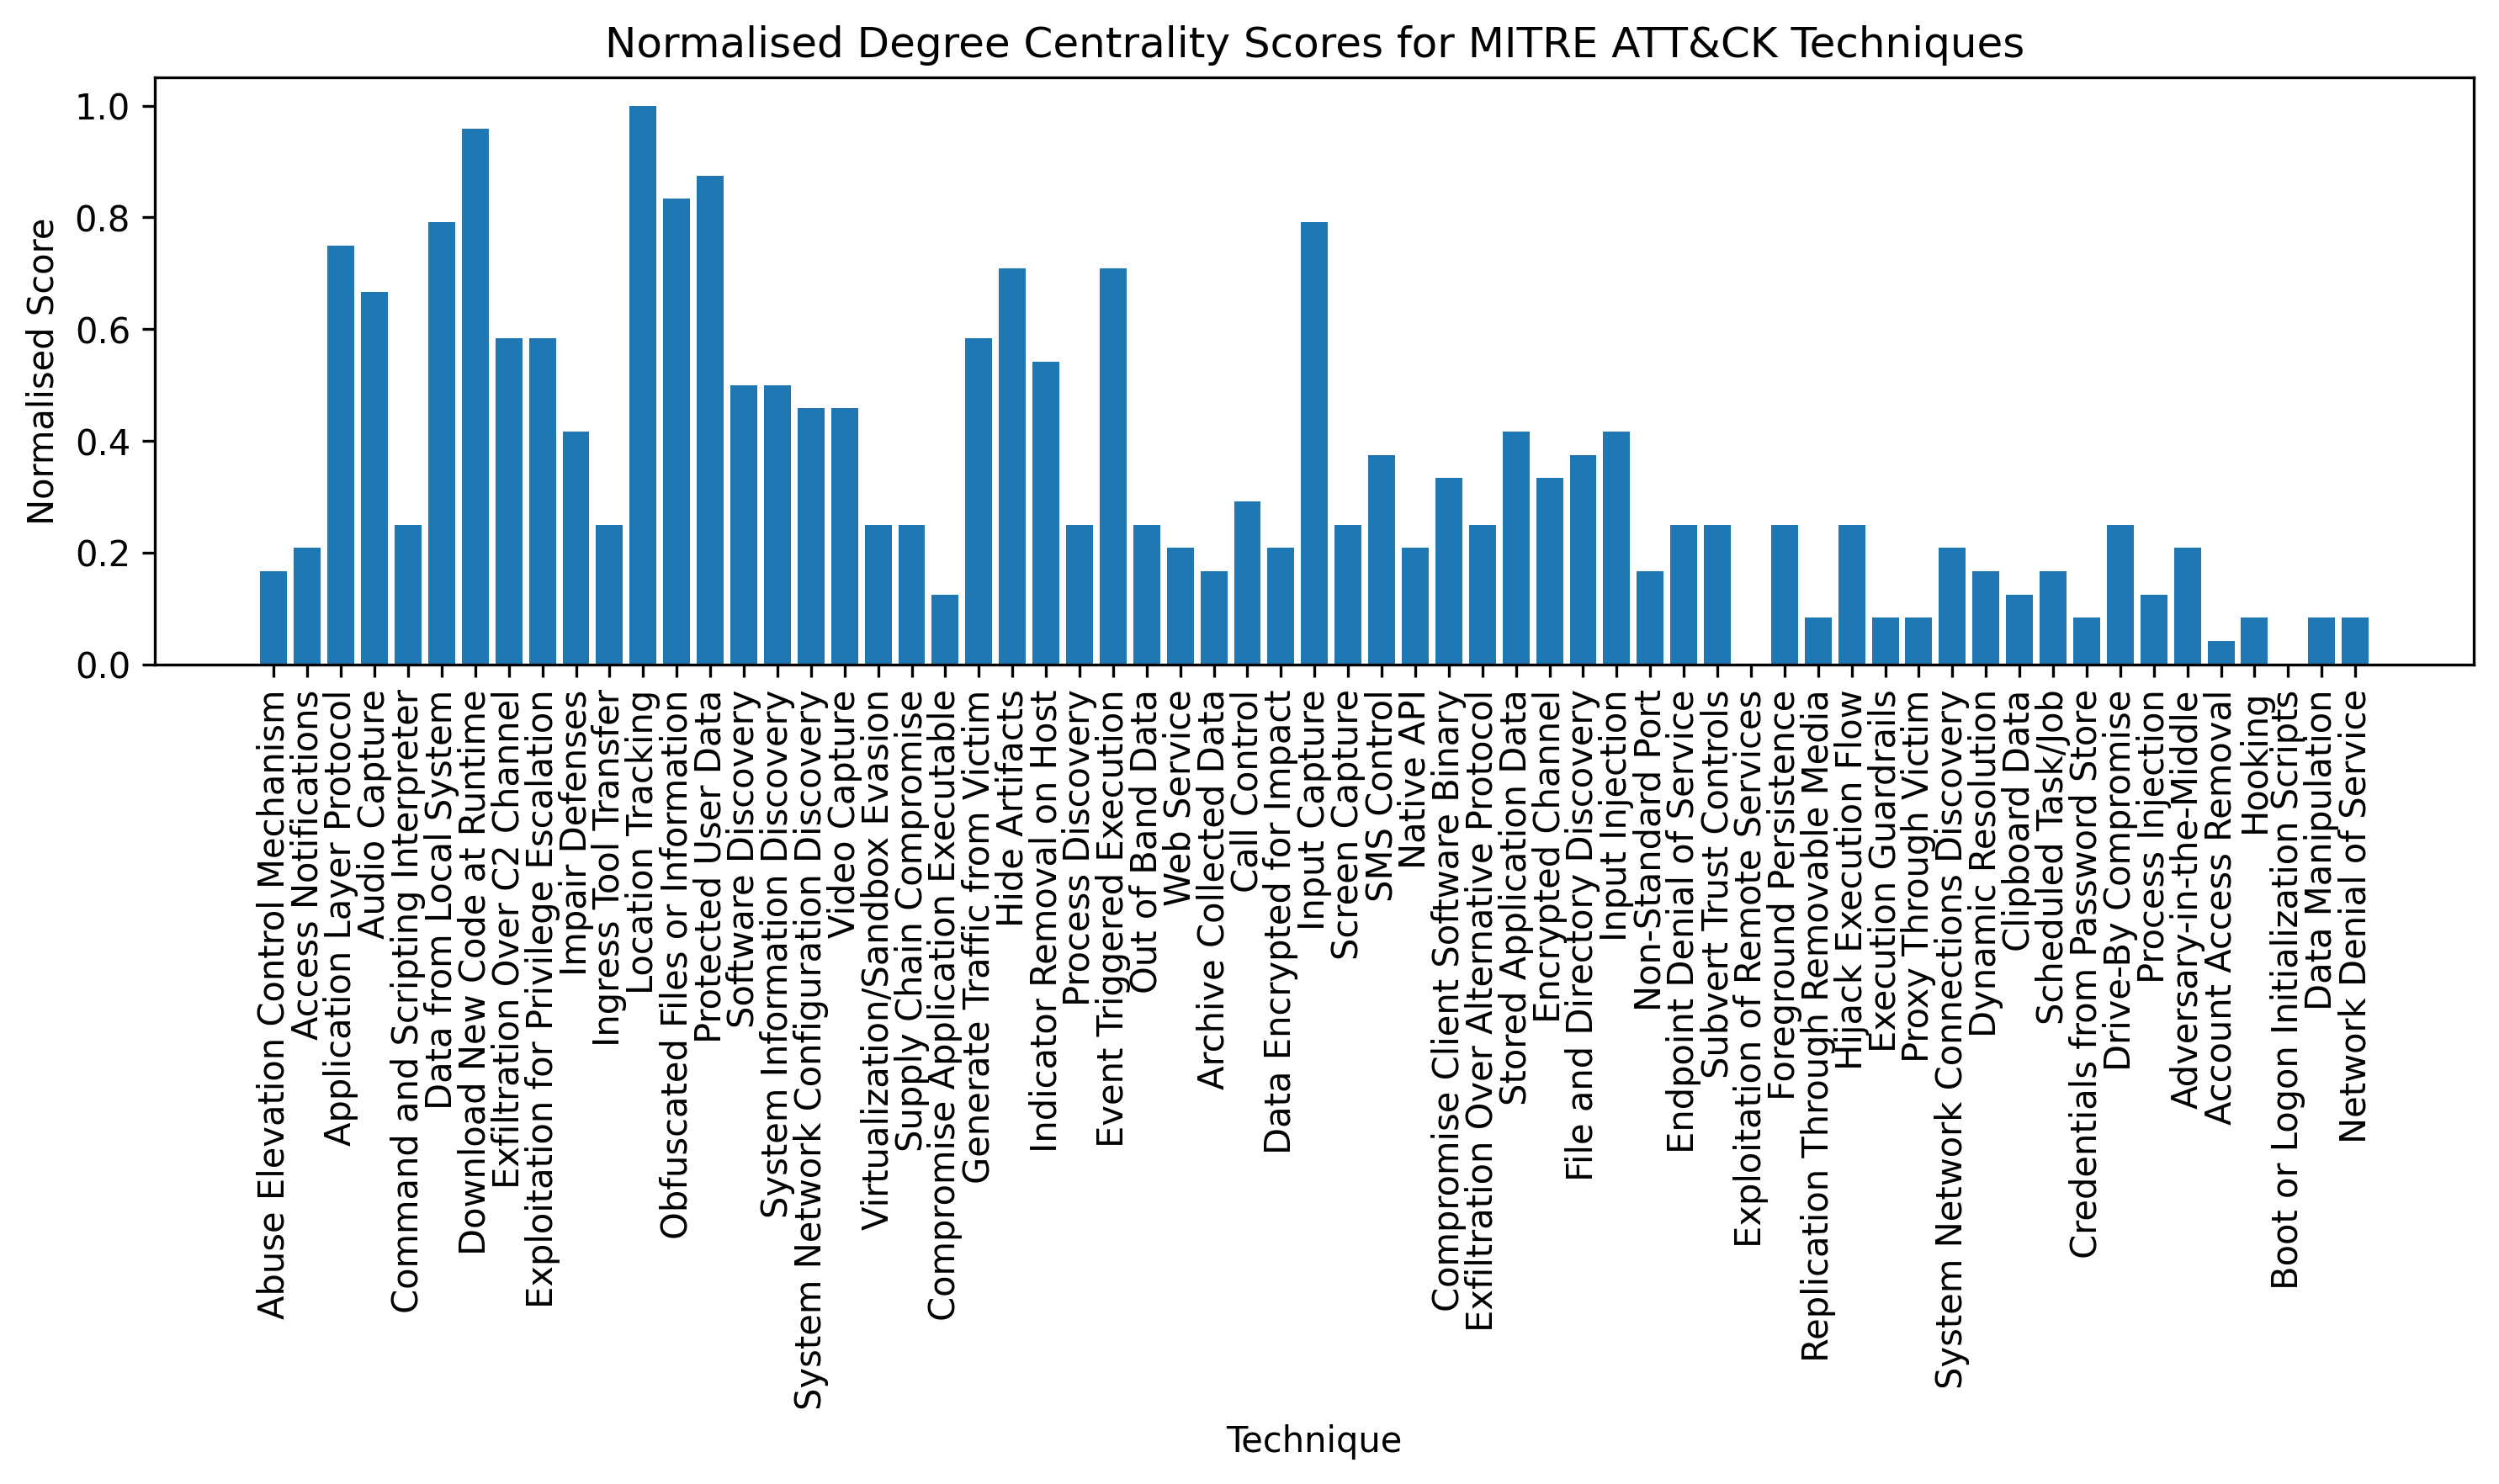 Normalised Degree Centrality Scores for MITRE ATT&CK Techniques
Normalised Score
1.0
0.8
0.6
0.4
0.2
0.0
Abuse Elevation Control Mechanism
Access Notifications
Application Layer Protocol
Audio Capture
Command and Scripting Interpreter
Data from Local System
Download New Code at Runtime
Exfiltration Over C2 Channel
Exploitation for Privilege Escalation
Impair Defenses
Ingress Tool Transfer
Location Tracking
Obfuscated Files or Information
Protected User Data
Software Discovery
System Information Discovery
System Network Configuration Discovery
Video Capture
Virtualization/Sandbox Evasion
Supply Chain Compromise
Compromise Application Executable
Generate Traffic from Victim
Hide Artifacts
Indicator Removal on Host
Process Discovery
Event Triggered Execution
Out of Band Data
Web Service
Archive Collected Data
Call Control
Data Encrypted for Impact
Input Capture
Screen Capture
SMS Control
Native API
Compromise Client Software Binary
Exfiltration Over Alternative Protocol
Stored Application Data
Encrypted Channel
File and Directory Discovery
Input Injection
Non-Standard Port
Endpoint Denial of Service
Subvert Trust Controls
Exploitation of Remote Services
Foreground Persistence
Replication Through Removable Media
Hijack Execution Flow
Execution Guardrails
Proxy Through Victim
System Network Connections Discovery
Dynamic Resolution
Clipboard Data
Scheduled Task/Job
Credentials from Password Store
Drive-By Compromise
Process Injection
Adversary-in-the-Middle
Account Access Removal
Hooking
Boot or Logon Initialization Scripts
Data Manipulation
Network Denial of Service
Technique